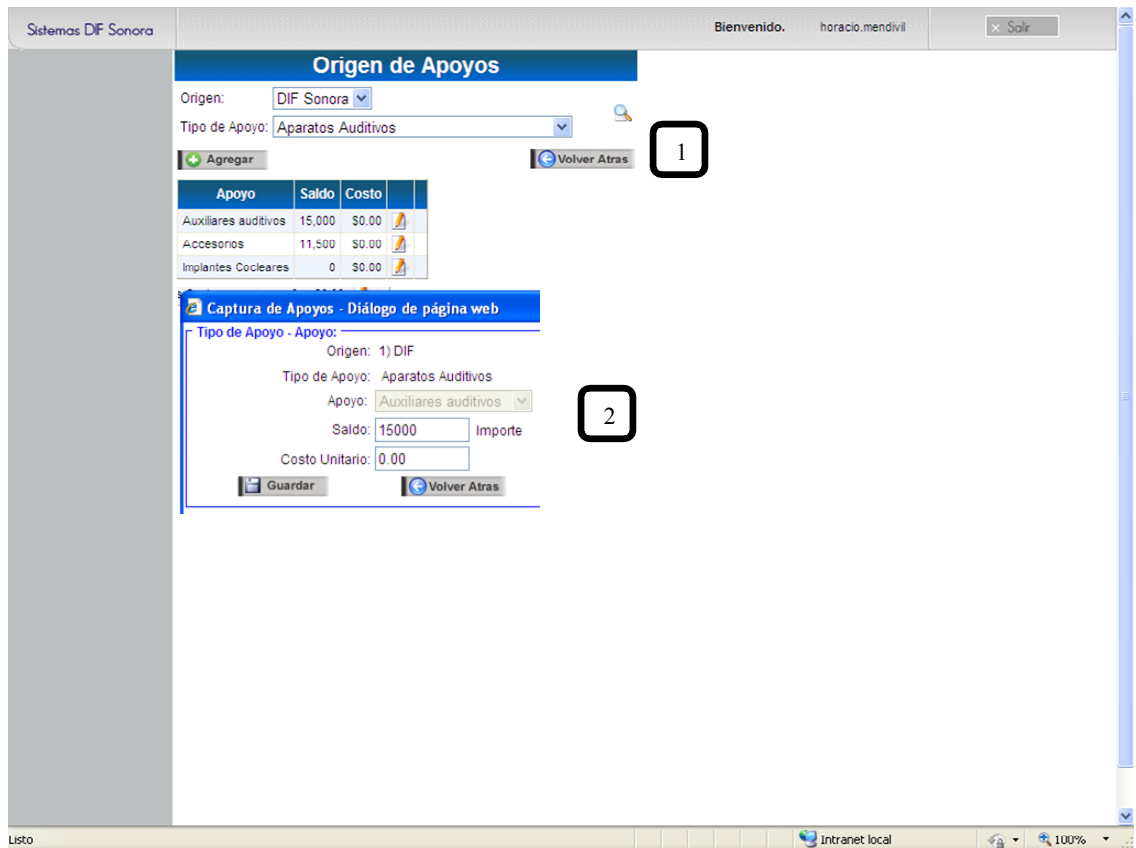 Sistemas DIF Sonora
Bienvenido. horacio.mendivil × Salir
Origen de Apoyos
Origen: DIF Sonora
Tipo de Apoyo: Aparatos Auditivos
1
Agregar Volver Atras
Apoyo Saldo Costo
Auxiliares auditivos 15,000 $0.00
Accesorios 11,500 $0.00
Implantes Cocleares 0 $0.00
Captura de Apoyos - Diálogo de página web
Tipo de Apoyo - Apoyo:
Origen: 1) DIF
Tipo de Apoyo: Aparatos Auditivos
Apoyo: Auxiliares auditivos
2
Saldo: 15000 Importe
Costo Unitario: 0.00
Guardar Volver Atras
Listo Intranet local 100%